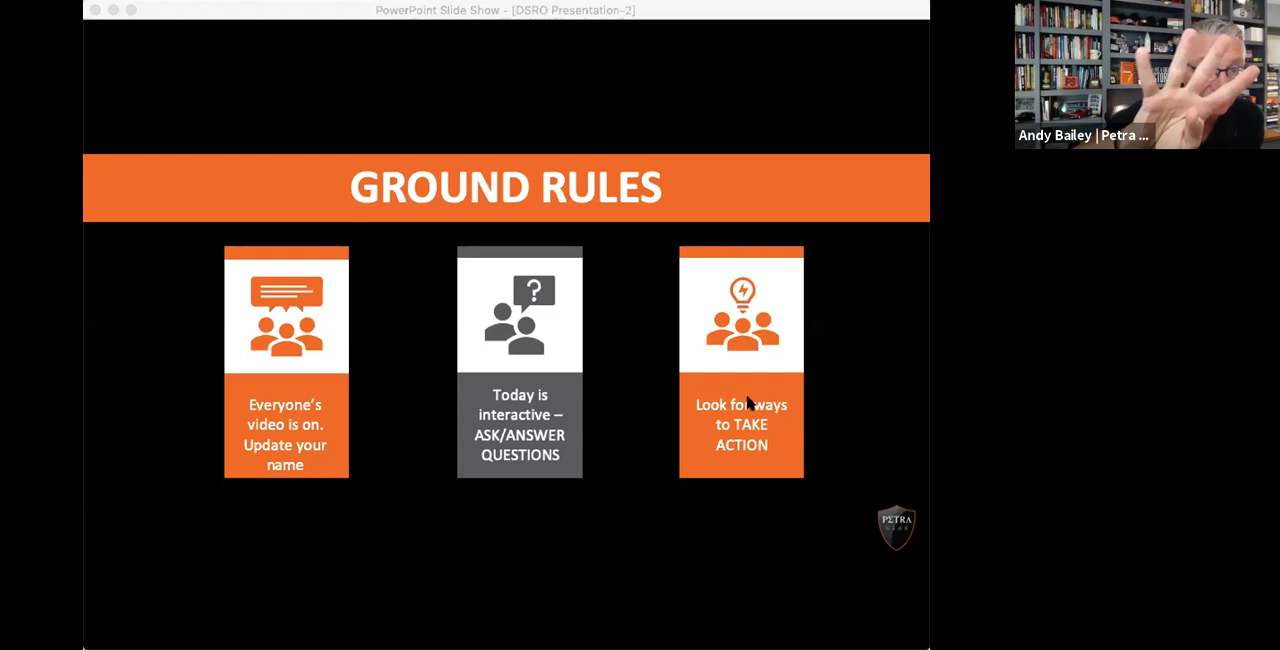 PowerPoint Slide Show - [DSRO Presentation-2]
Andy Bailey | Petra ...
GROUND RULES
?
Everyone's
video is on.
Update your
name
Today is
interactive –
ASK/ANSWER
QUESTIONS
Look for ways
to TAKE
ACTION
PETRA